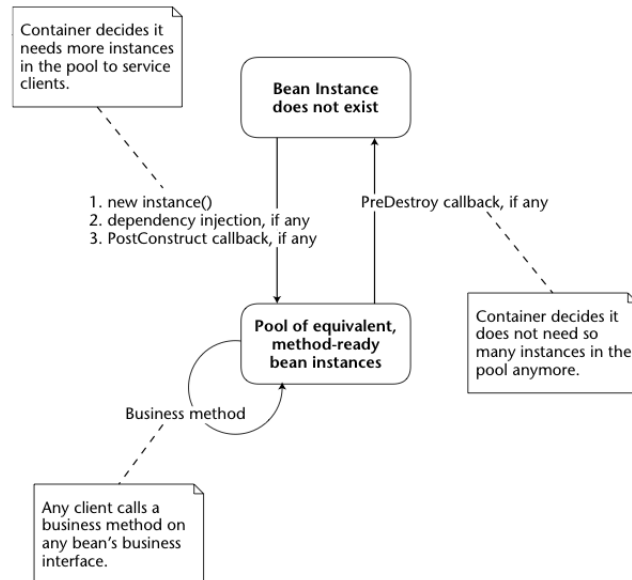 Container decides it
needs more instances
in the pool to service
clients.
Bean Instance
does not exist
1. new instance()
2. dependency injection, if any
3. PostConstruct callback, if any
PreDestroy callback, if any
Pool of equivalent,
method-ready
bean instances
Container decides it
does not need so
many instances in the
pool anymore.
Business method
Any client calls a
business method on
any bean’s business
interface.